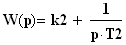 W(p)= k2 + 1/(p·T2)